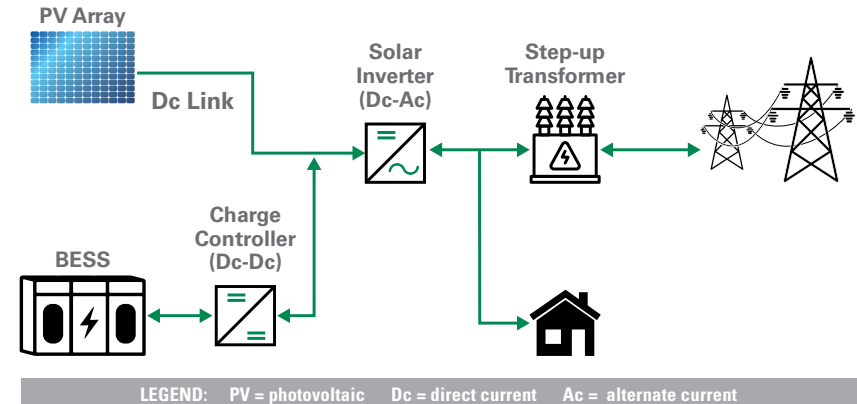 PV Array
Dc Link
Solar
Inverter
(Dc-Ac)
Step-up
Transformer
Charge
Controller
(Dc-Dc)
BESS
LEGEND: PV = photovoltaic Dc = direct current Ac = alternate current